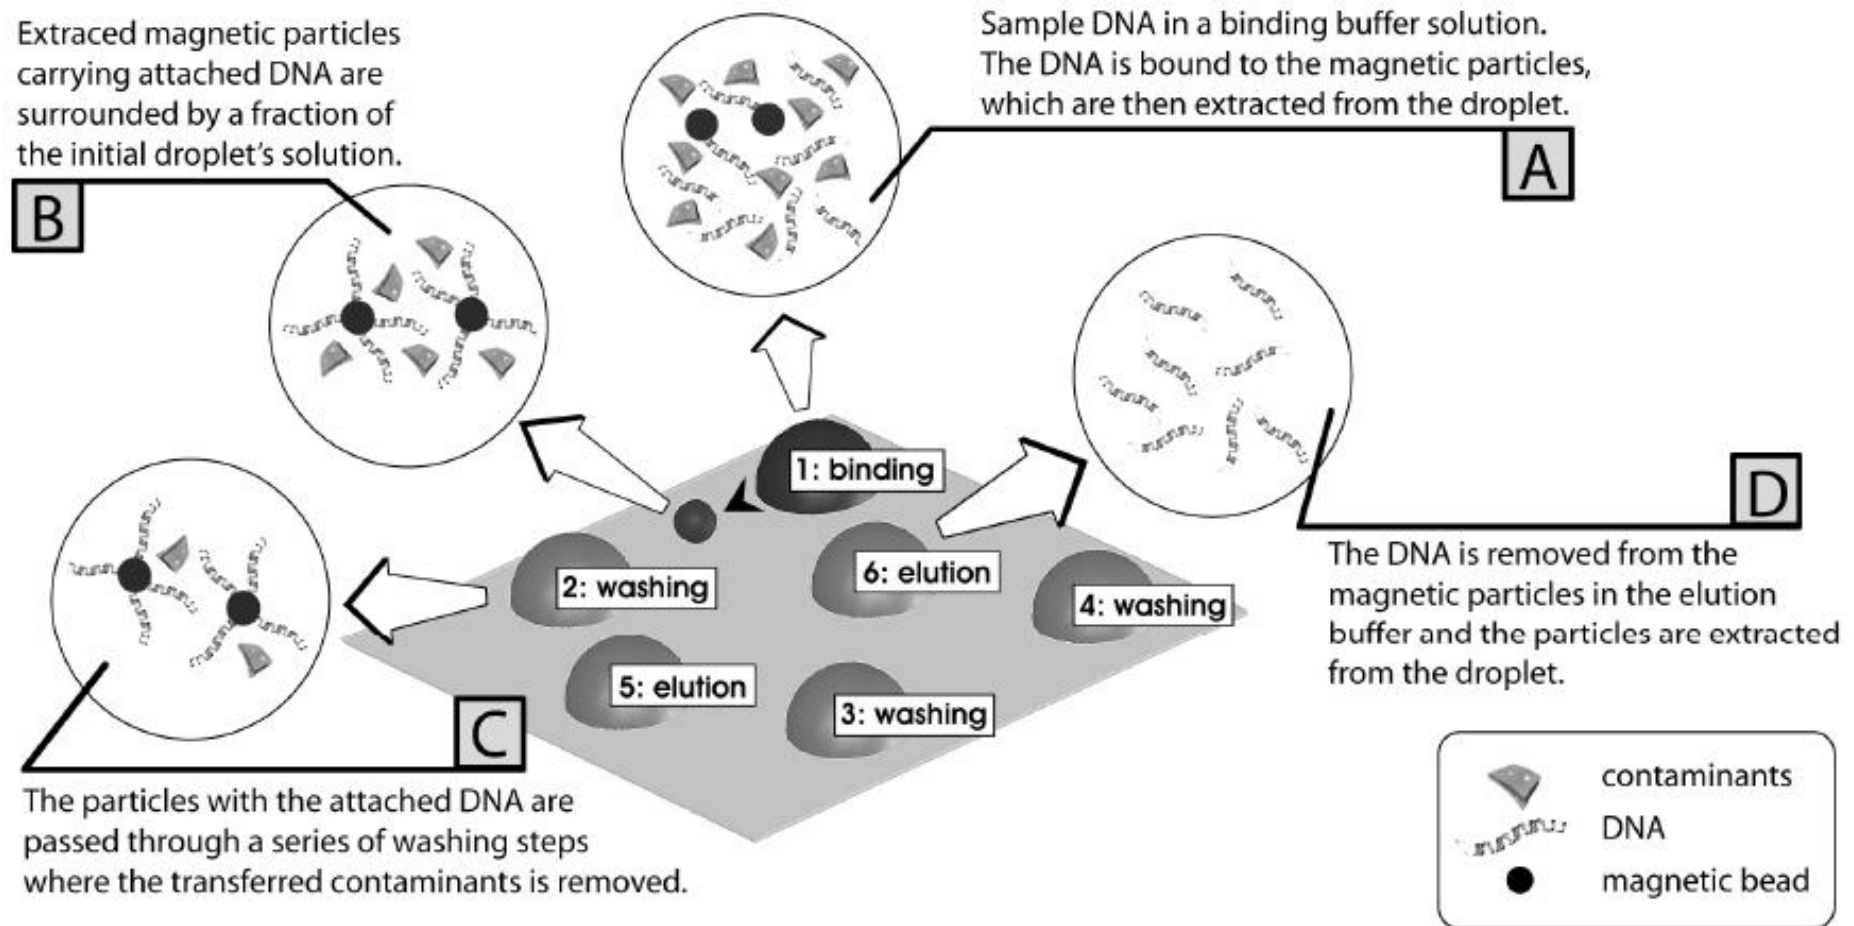 Extraced magnetic particles
carrying attached DNA are
surrounded by a fraction of
the initial droplet's solution.
B
Sample DNA in a binding buffer solution.
The DNA is bound to the magnetic particles,
which are then extracted from the droplet.
A
1: binding
2: washing
6: elution
4: washing
5: elution
3: washing
D
The DNA is removed from the
magnetic particles in the elution
buffer and the particles are extracted
from the droplet.
C
The particles with the attached DNA are
passed through a series of washing steps
where the transferred contaminants is removed.
contaminants
DNA
magnetic bead